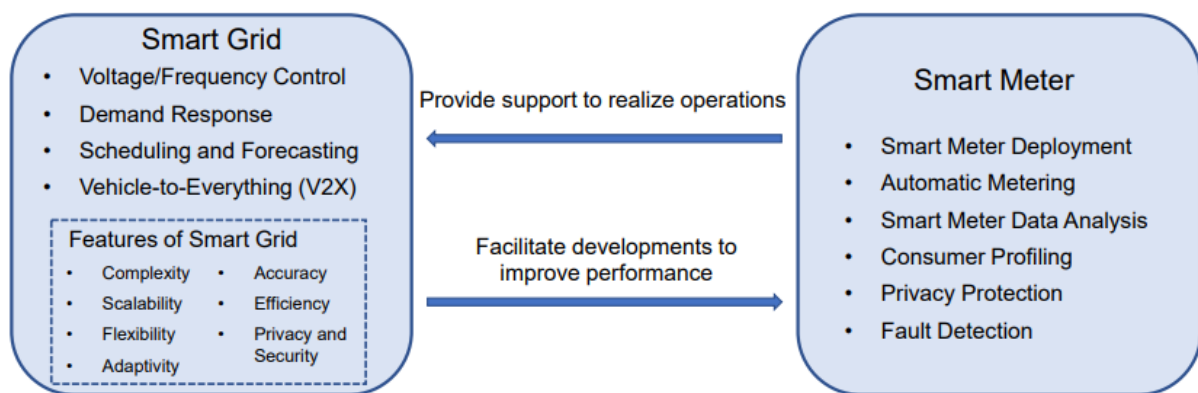 Smart Grid
• Voltage/Frequency Control
• Demand Response
• Scheduling and Forecasting
• Vehicle-to-Everything (V2X)
Features of Smart Grid
• Complexity
• Scalability
• Flexibility
• Adaptivity
• Accuracy
• Efficiency
• Privacy and
Security
Provide support to realize operations
Facilitate developments to
improve performance
Smart Meter
• Smart Meter Deployment
• Automatic Metering
• Smart Meter Data Analysis
• Consumer Profiling
• Privacy Protection
• Fault Detection